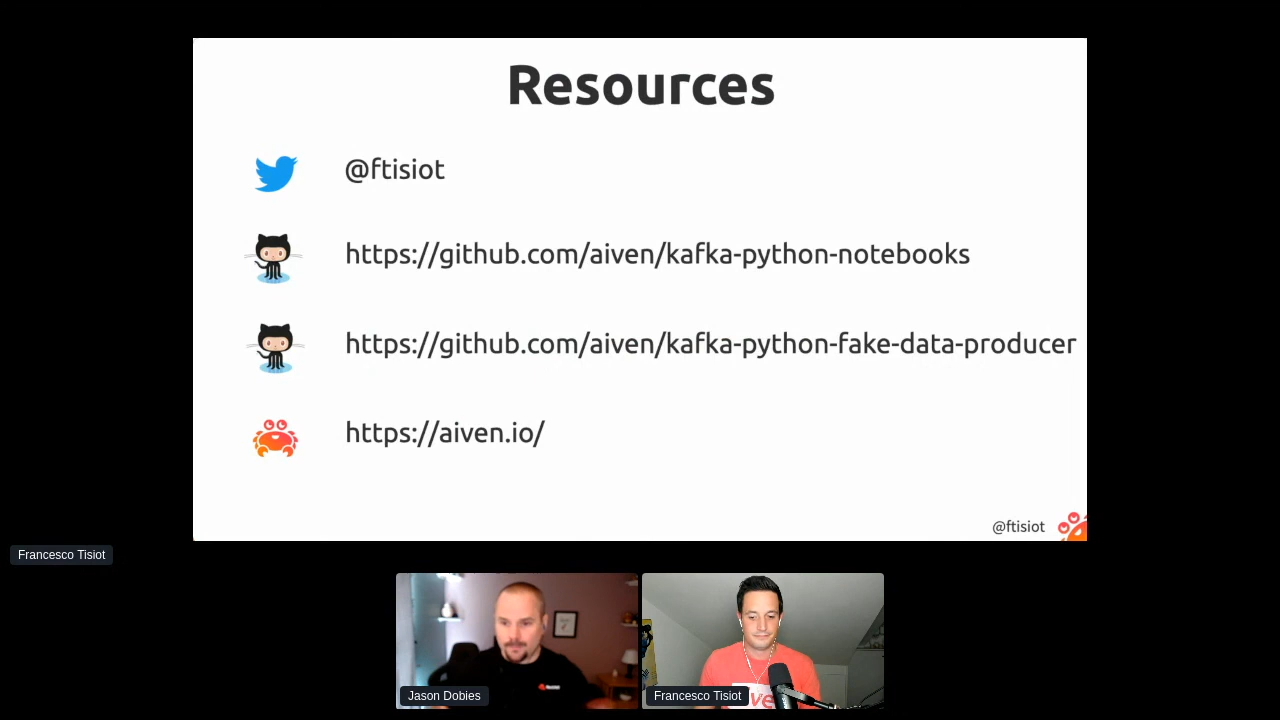 Resources
@ftisiot
https://github.com/aiven/kafka-python-notebooks
https://github.com/aiven/kafka-python-fake-data-producer
https://aiven.io/
@ftisiot
Francesco Tisiot
Jason Dobies
Francesco Tisiot